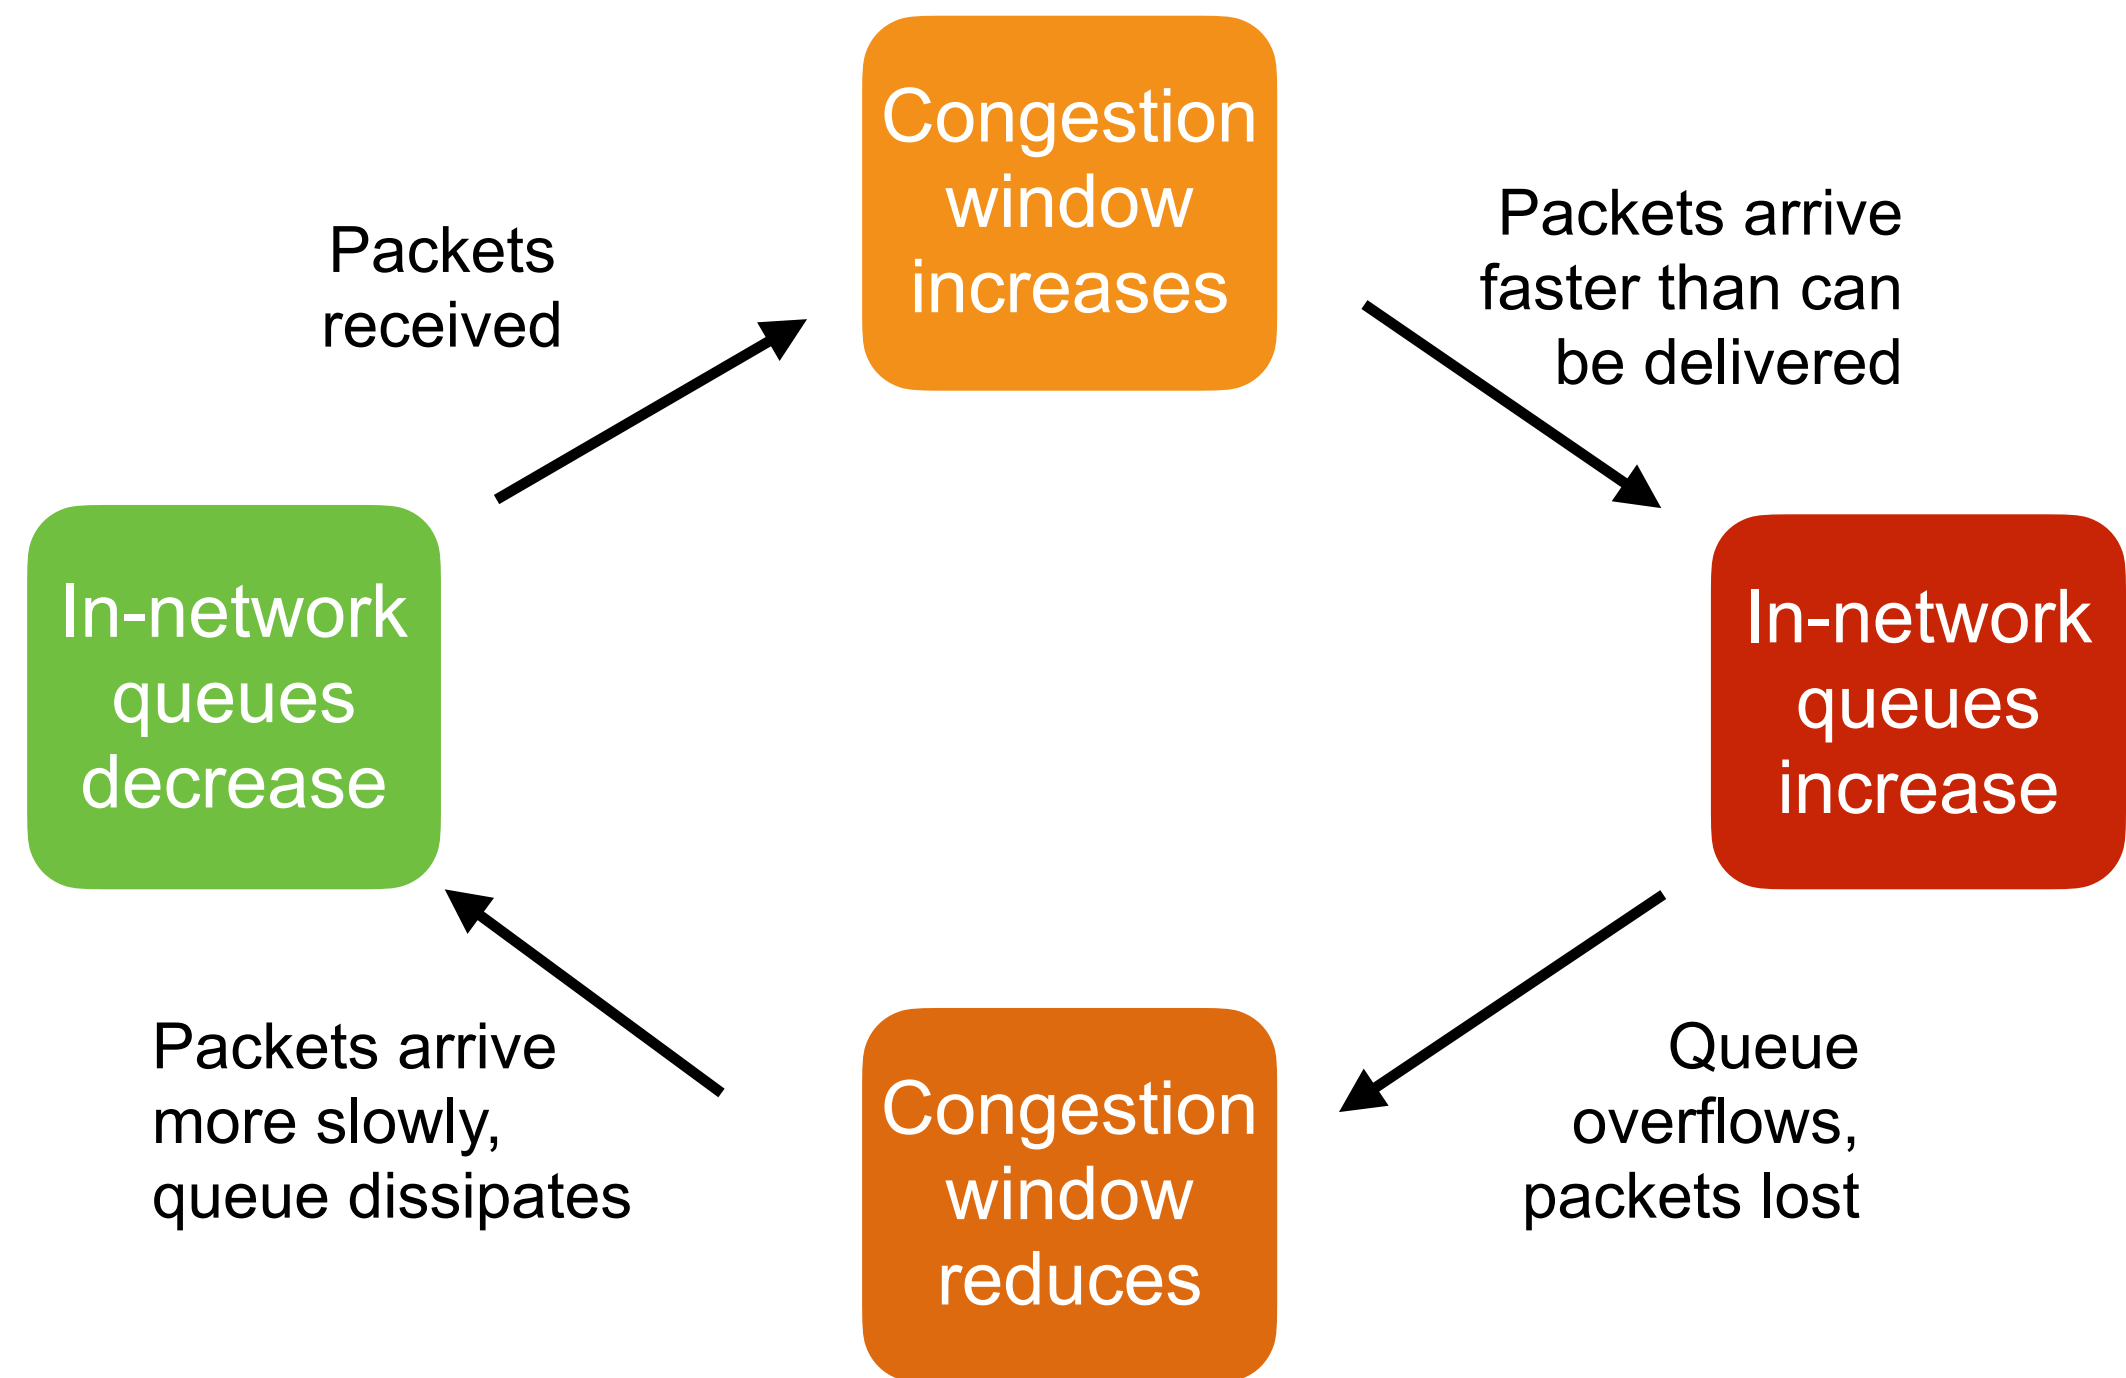 Congestion
window
increases
Packets arrive
faster than can
be delivered
In-network
queues
increase
Queue
overflows,
packets lost
Congestion
window
reduces
Packets arrive
more slowly,
queue dissipates
In-network
queues
decrease
Packets
received